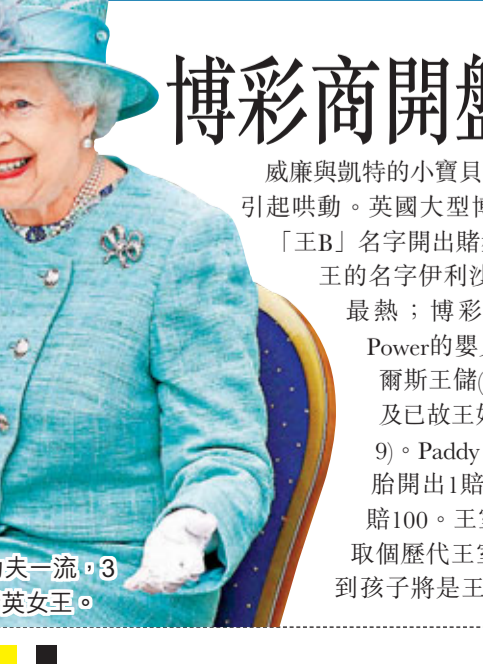 博彩商開盤
威廉與凱特的小寶貝
引起哄動。英國大型博
「王B」名字開出賭
王的名字伊利沙
最熱；博彩
Power的嬰
爾斯王儲(
及已故王妃
9)。Paddy
胎開出1賠
賠100。王室
取個歷代王室
到孩子將是王
功夫一流，3
英女王。